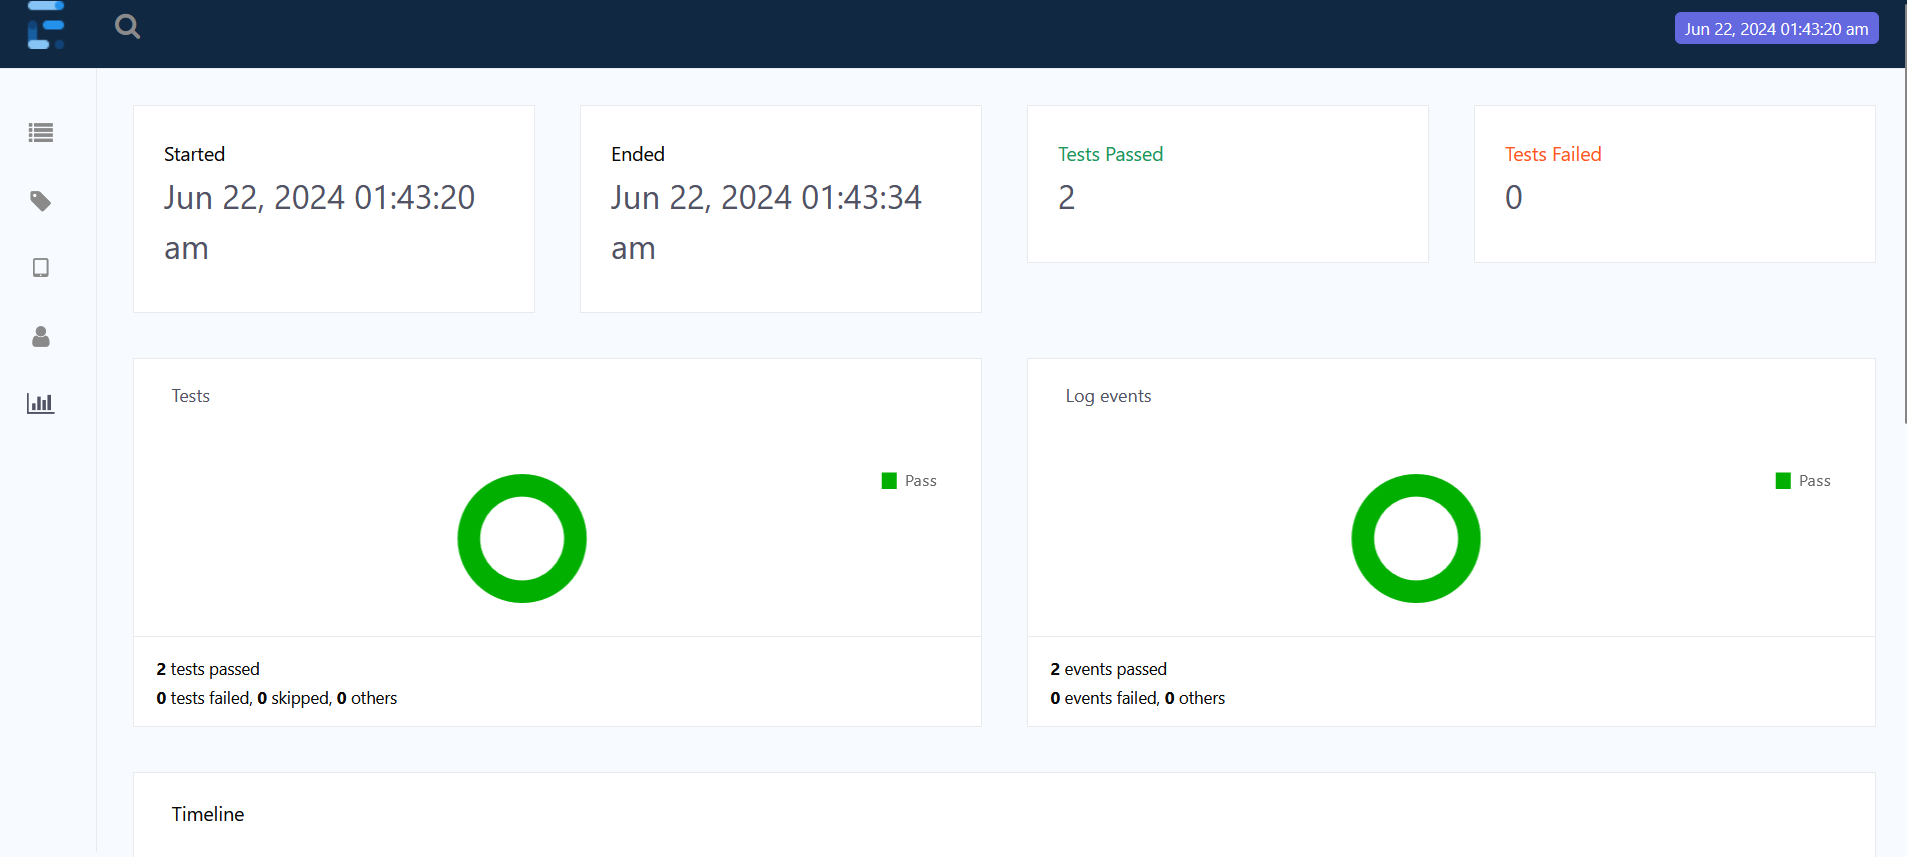 Jun 22, 2024 01:43:20 am
Started
Jun 22, 2024 01:43:20
am
Ended
Jun 22, 2024 01:43:34
am
Tests Passed
2
Tests Failed
0
Tests
Pass
2 tests passed
0 tests failed, 0 skipped, 0 others
Log events
Pass
2 events passed
0 events failed, 0 others
Timeline